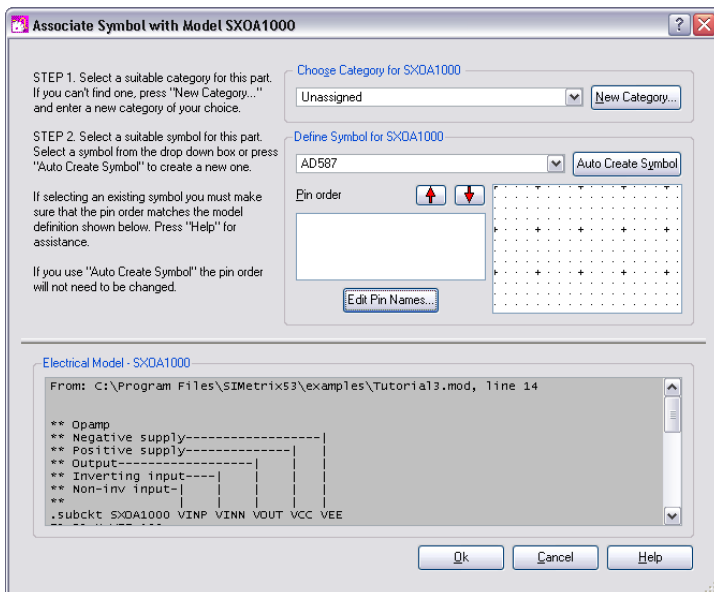 Associate Symbol with Model SXOA1000
STEP 1. Select a suitable category for this part.
If you can't find one, press "New Category..."
and enter a new category of your choice.
STEP 2. Select a suitable symbol for this part.
Select a symbol from the drop down box or press
"Auto Create Symbol" to create a new one.
If selecting an existing symbol you must make
sure that the pin order matches the model
definition shown below. Press "Help" for
assistance.
If you use "Auto Create Symbol" the pin order
will not need to be changed.
Choose Category for SXOA1000
Unassigned
New Category...
Define Symbol for SXOA1000
AD587
Auto Create Symbol
Pin order
Edit Pin Names...
Electrical Model - SXOA1000
From: C:\Program Files\SIMetrix53\examples\Tutorial3.mod, line 14
** Opamp
** Negative supply-------------------|
** Positive supply---------------|   |
** Output-------------------|    |   |
** Inverting input----|     |    |   |
** Non-inv input-|    |     |    |   |
**               |    |     |    |   |
.subckt SXOA1000 VINP VINN VOUT VCC VEE
Ok
Cancel
Help